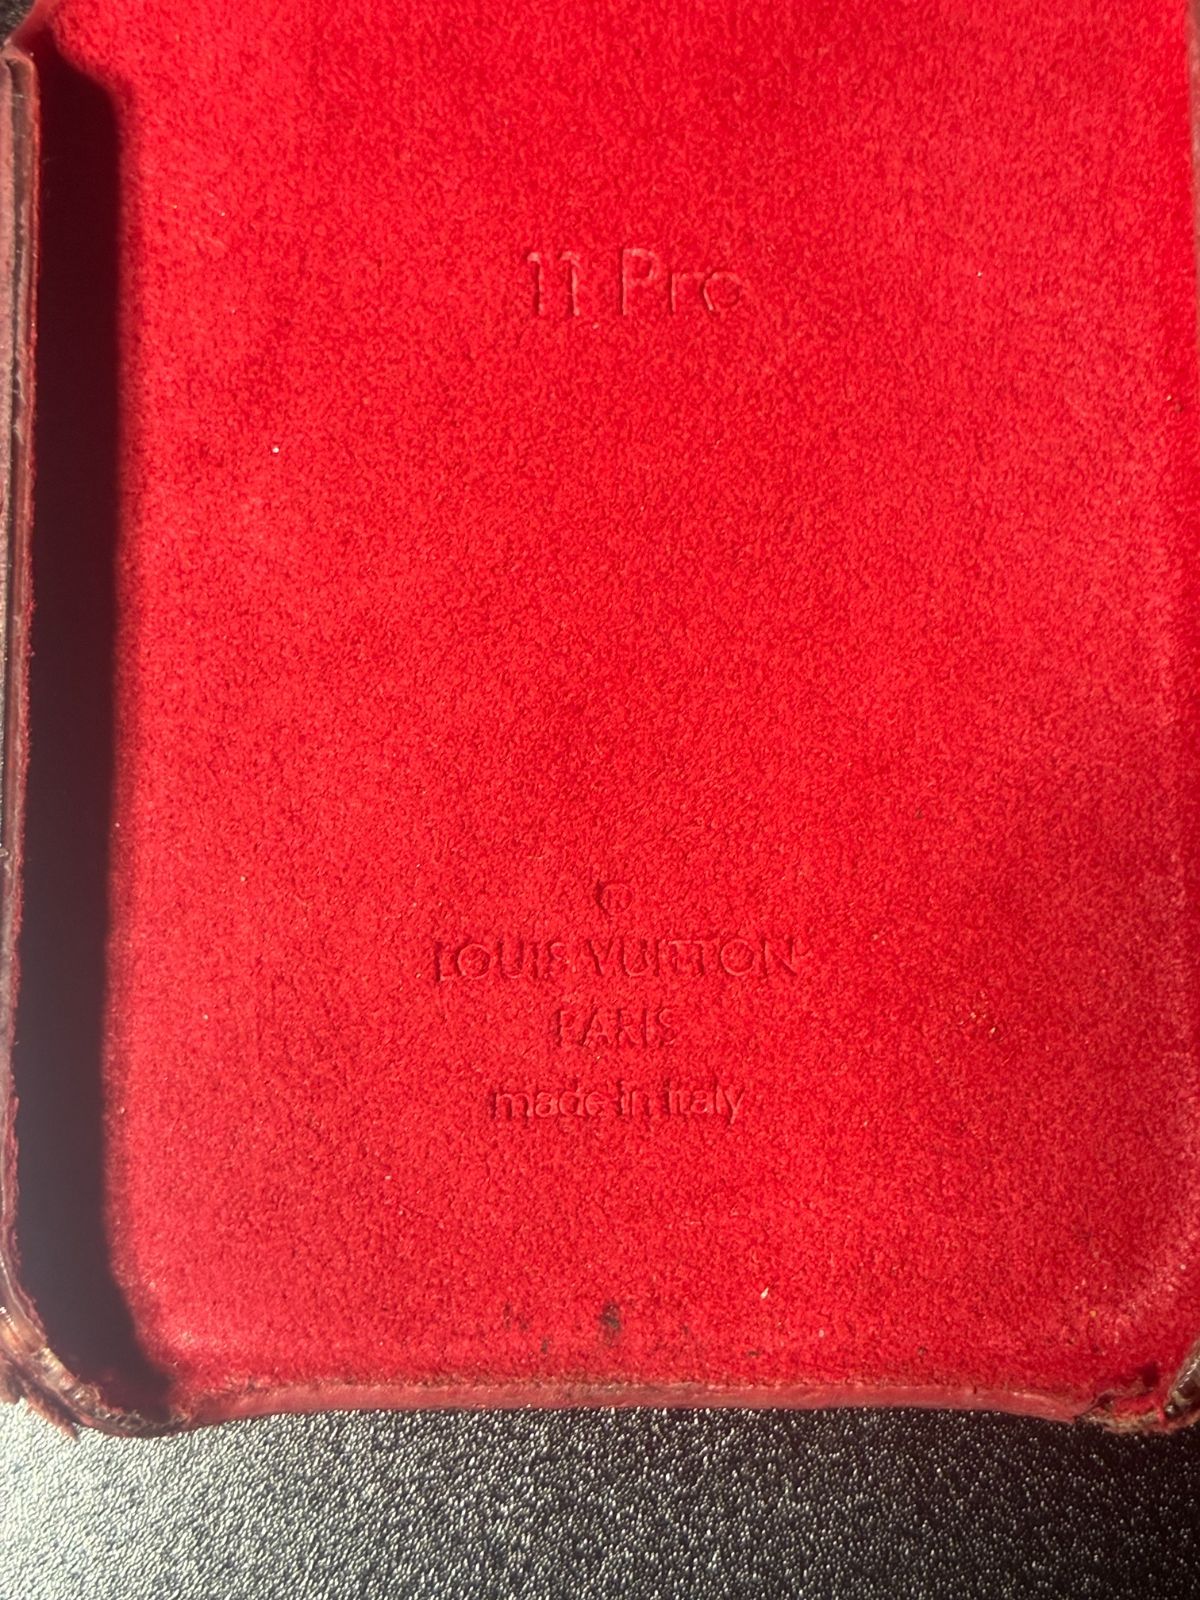 11 Pro
®
LOUIS VUITTON
PARIS
made in Italy